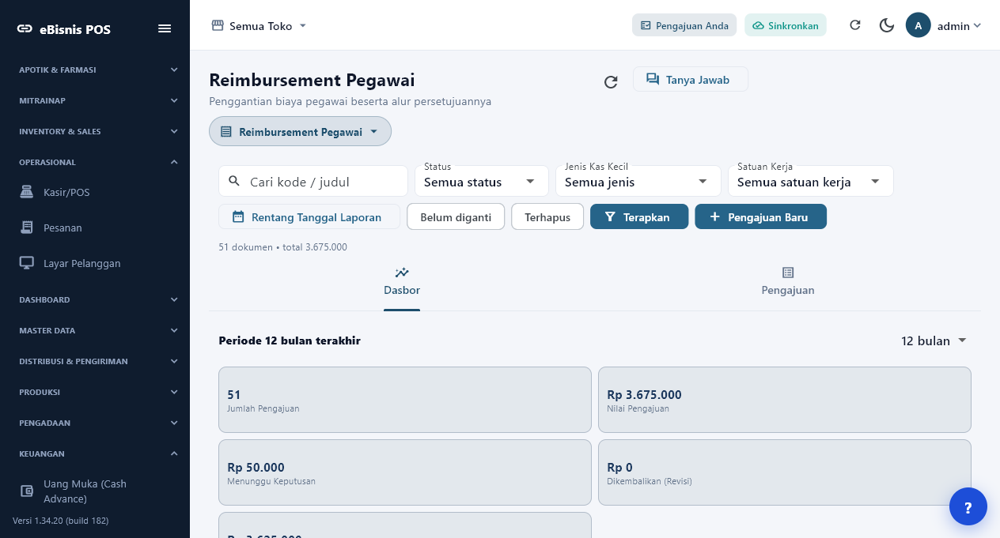 eBisnis POS
APOTIK & FARMASI
MITRAINAP
INVENTORY & SALES
OPERASIONAL
Kasir/POS
Pesanan
Layar Pelanggan
DASHBOARD
MASTER DATA
DISTRIBUSI & PENGIRIMAN
PRODUKSI
PENGADAAN
KEUANGAN
Uang Muka (Cash
Advance)
Versi 1.34.20 (build 182)
Semua Toko
Pengajuan Anda
Sinkronkan
A
admin
Reimbursement Pegawai
Tanya Jawab
Penggantian biaya pegawai beserta alur persetujuannya
Reimbursement Pegawai
Cari kode / judul
Status
Semua status
Jenis Kas Kecil
Semua jenis
Satuan Kerja
Semua satuan kerja
Rentang Tanggal Laporan
Belum diganti
Terhapus
Terapkan
Pengajuan Baru
51 dokumen • total 3.675.000
Dasbor
Pengajuan
Periode 12 bulan terakhir
12 bulan
51
Jumlah Pengajuan
Rp 3.675.000
Nilai Pengajuan
Rp 50.000
Menunggu Keputusan
Rp 0
Dikembalikan (Revisi)
Rp 3.625.000
?